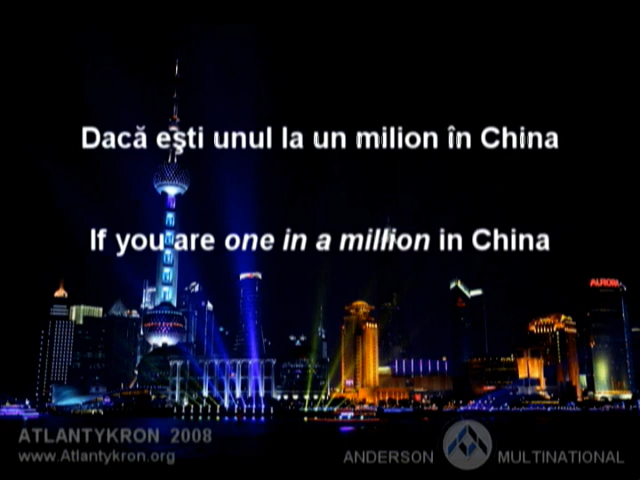 Dacă eşti unul la un milion în China
If you are one in a million in China
AURORA
ATLANTYKRON 2008
www.Atlantykron.org
ANDERSON MULTINATIONAL